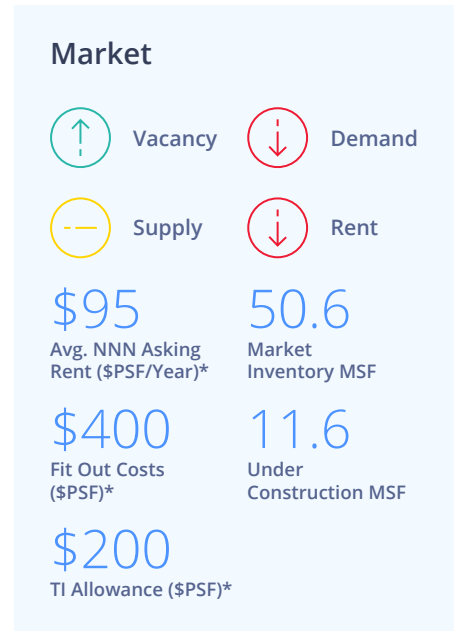 Market
Vacancy
Demand
Supply
Rent
$95
Avg. NNN Asking
Rent ($PSF/Year)*
50.6
Market
Inventory MSF
$400
Fit Out Costs
($PSF)*
11.6
Under
Construction MSF
$200
TI Allowance ($PSF)*